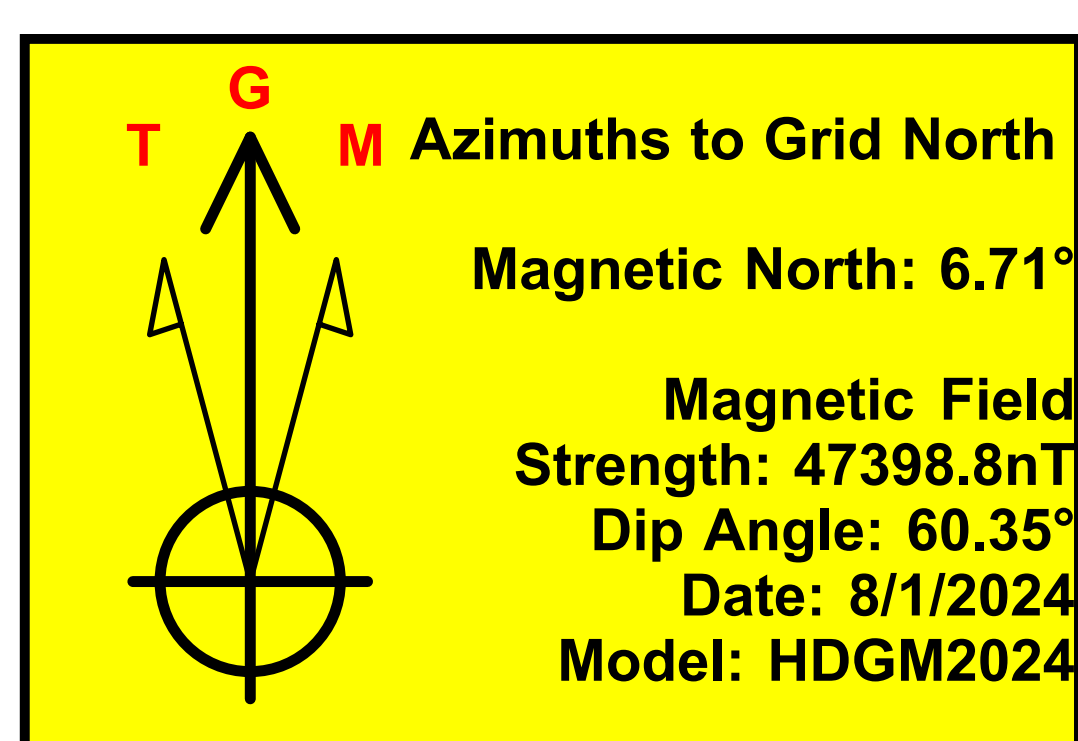 G
T M Azimuths to Grid North
Magnetic North: 6.71°
Magnetic Field
Strength: 47398.8nT
Dip Angle: 60.35°
Date: 8/1/2024
Model: HDGM2024